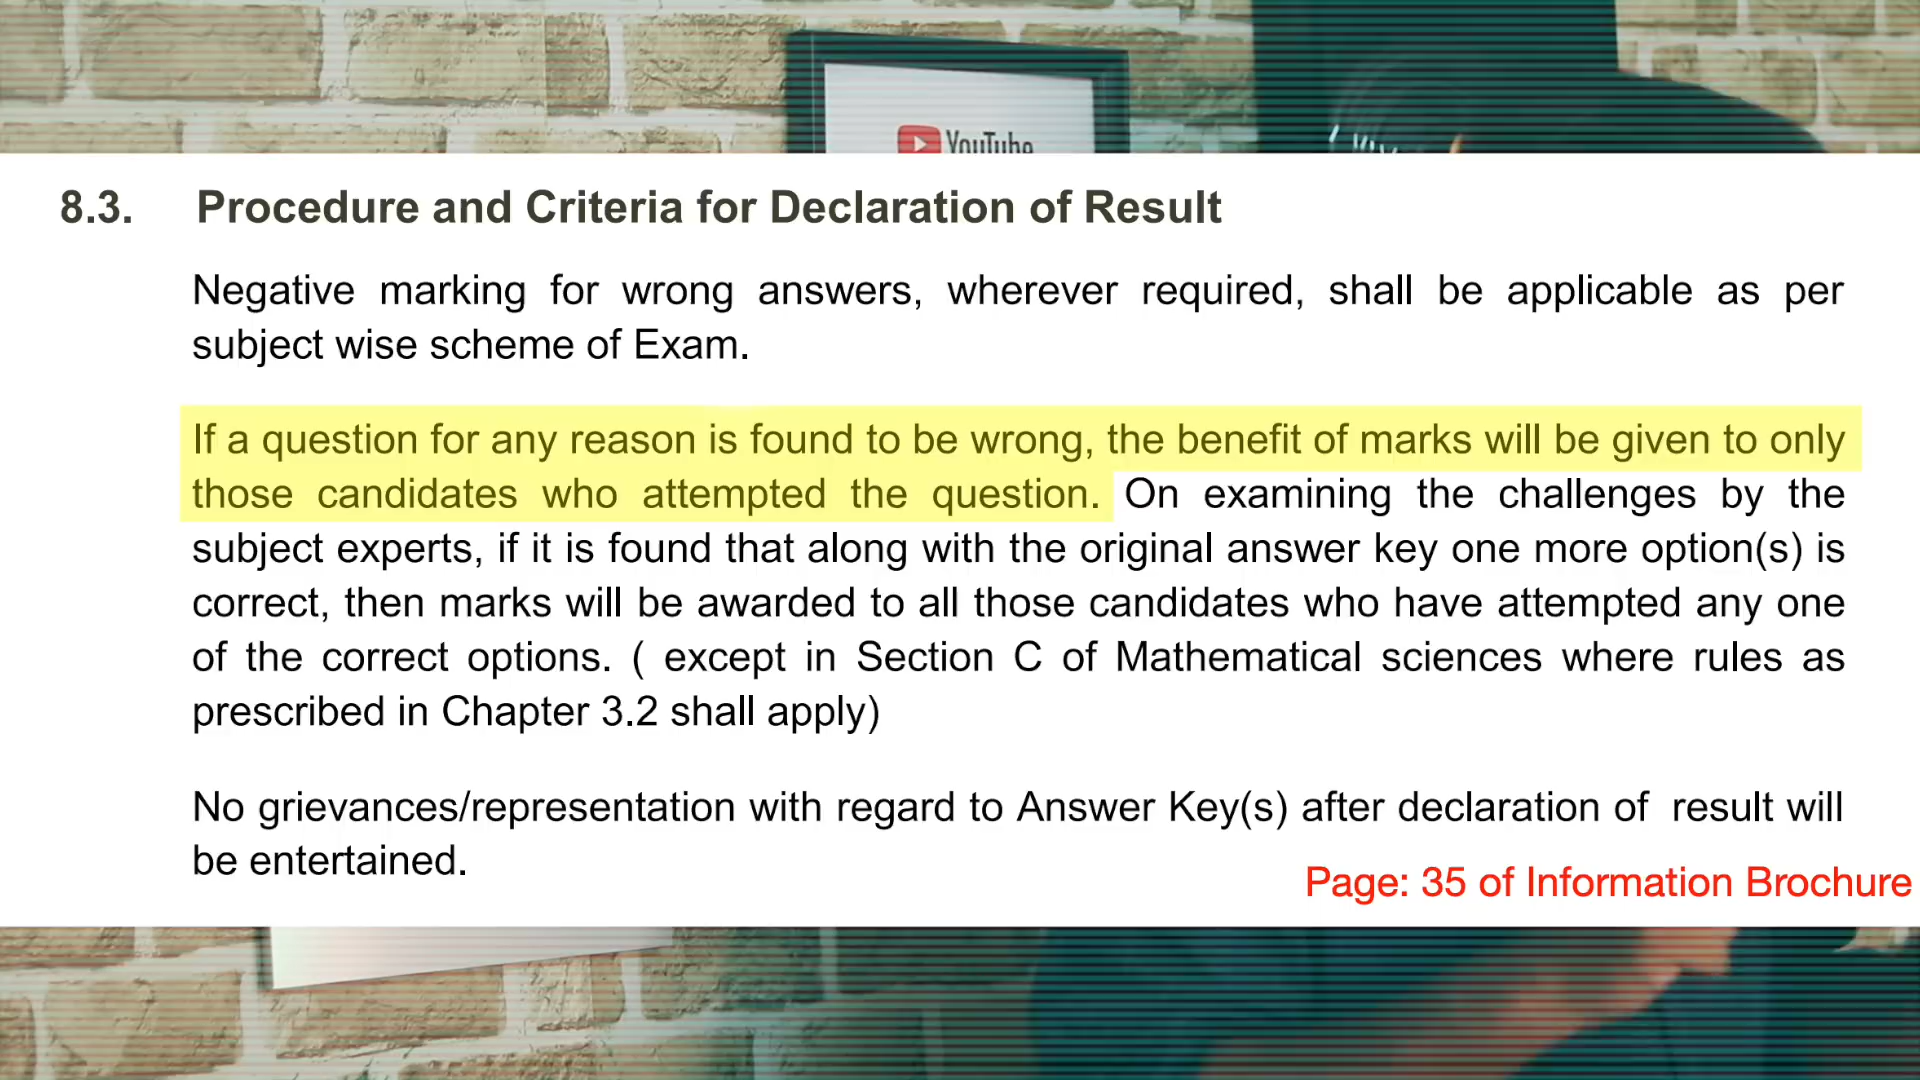 YouTube
8.3. Procedure and Criteria for Declaration of Result
Negative marking for wrong answers, wherever required, shall be applicable as per
subject wise scheme of Exam.
If a question for any reason is found to be wrong, the benefit of marks will be given to only
those candidates who attempted the question. On examining the challenges by the
subject experts, if it is found that along with the original answer key one more option(s) is
correct, then marks will be awarded to all those candidates who have attempted any one
of the correct options. ( except in Section C of Mathematical sciences where rules as
prescribed in Chapter 3.2 shall apply)
No grievances/representation with regard to Answer Key(s) after declaration of result will
be entertained.
Page: 35 of Information Brochure